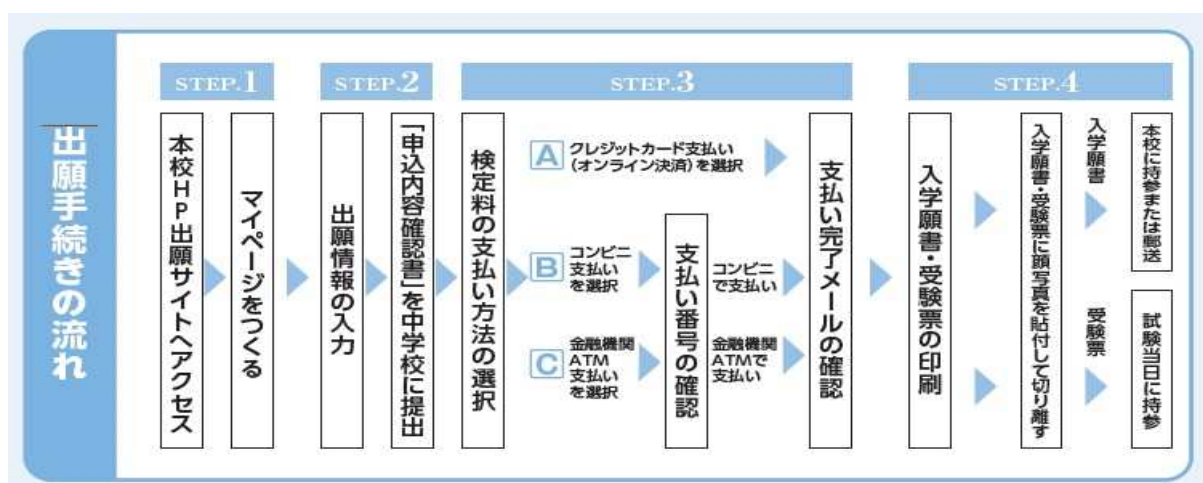 出願手続きの流れ
STEP.1
本校HP出願サイトへアクセス
マイページをつくる
STEP.2
出願情報の入力
「申込内容確認書」を中学校に提出
STEP.3
検定料の支払い方法の選択
A
クレジットカード支払い
(オンライン決済)を選択
B
コンビニ
支払い
を選択
C
金融機関
ATM
支払い
を選択
支払い番号の確認
コンビニ
で支払い
金融機関
ATMで
支払い
支払い完了メールの確認
STEP.4
入学願書・受験票の印刷
入学願書・受験票に顔写真を貼付して切り離す
入学願書
本校に持参または郵送
受験票
試験当日に持参